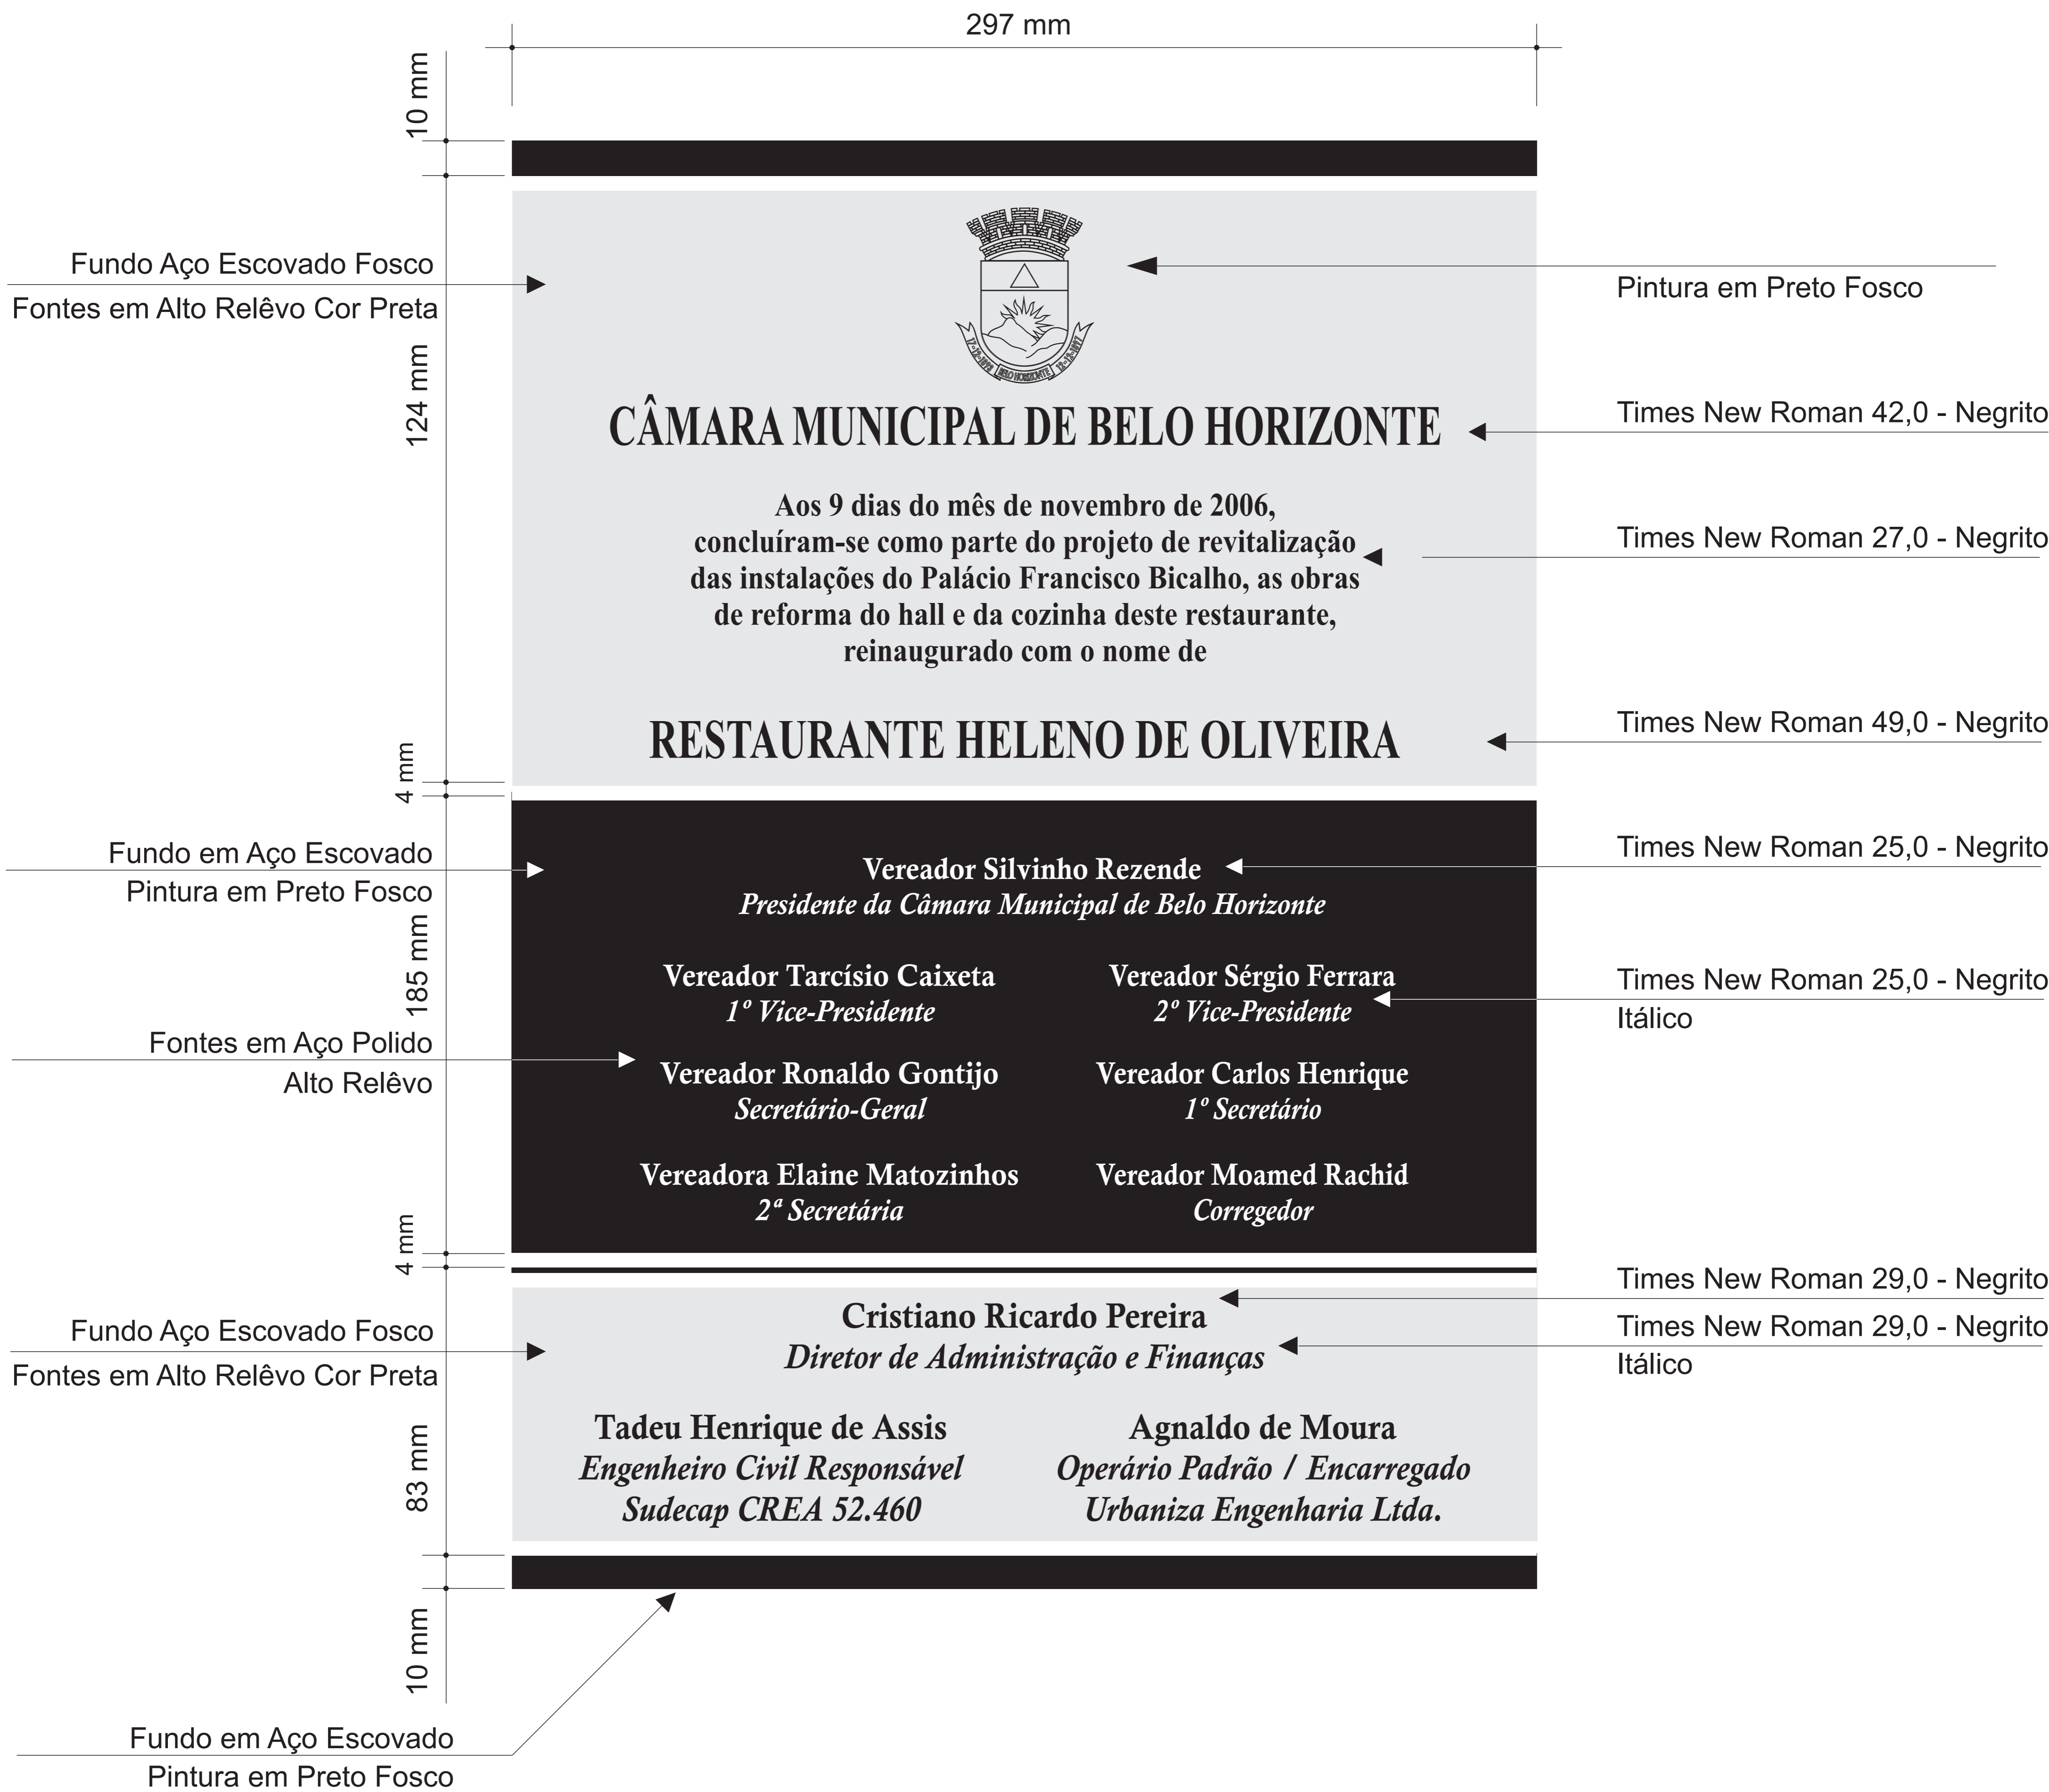 297 mm
10 mm
17-12-1893
BELO HORIZONTE
12-12-1897
Fundo Aço Escovado Fosco
Fontes em Alto Relêvo Cor Preta
Pintura em Preto Fosco
124 mm
CÂMARA MUNICIPAL DE BELO HORIZONTE
Times New Roman 42,0 - Negrito
Aos 9 dias do mês de novembro de 2006,
concluíram-se como parte do projeto de revitalização
das instalações do Palácio Francisco Bicalho, as obras
de reforma do hall e da cozinha deste restaurante,
reinaugurado com o nome de
Times New Roman 27,0 - Negrito
RESTAURANTE HELENO DE OLIVEIRA
Times New Roman 49,0 - Negrito
4 mm
Fundo em Aço Escovado
Pintura em Preto Fosco
Vereador Silvinho Rezende
Presidente da Câmara Municipal de Belo Horizonte
Times New Roman 25,0 - Negrito
185 mm
Vereador Tarcísio Caixeta
1º Vice-Presidente
Vereador Sérgio Ferrara
2º Vice-Presidente
Times New Roman 25,0 - Negrito
Itálico
Fontes em Aço Polido
Alto Relêvo
Vereador Ronaldo Gontijo
Secretário-Geral
Vereador Carlos Henrique
1º Secretário
Vereadora Elaine Matozinhos
2ª Secretária
Vereador Moamed Rachid
Corregedor
4 mm
Fundo Aço Escovado Fosco
Fontes em Alto Relêvo Cor Preta
Cristiano Ricardo Pereira
Diretor de Administração e Finanças
Times New Roman 29,0 - Negrito
Times New Roman 29,0 - Negrito
Itálico
83 mm
Tadeu Henrique de Assis
Engenheiro Civil Responsável
Sudecap CREA 52.460
Agnaldo de Moura
Operário Padrão / Encarregado
Urbaniza Engenharia Ltda.
10 mm
Fundo em Aço Escovado
Pintura em Preto Fosco